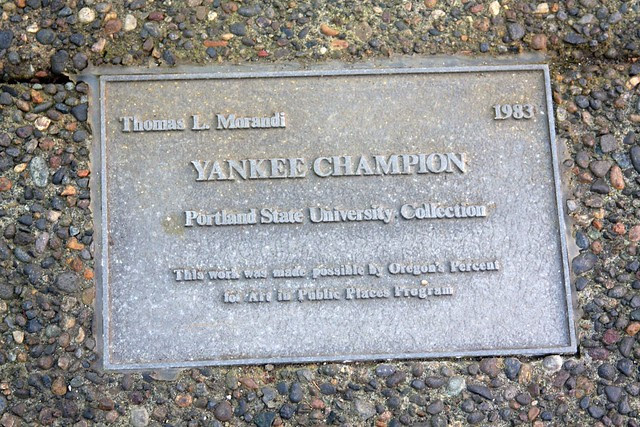 Thomas L. Morandi 1983
YANKEE CHAMPION
Portland State University Collection
This work was made possible by Oregon's Percent
for Art in Public Places Program